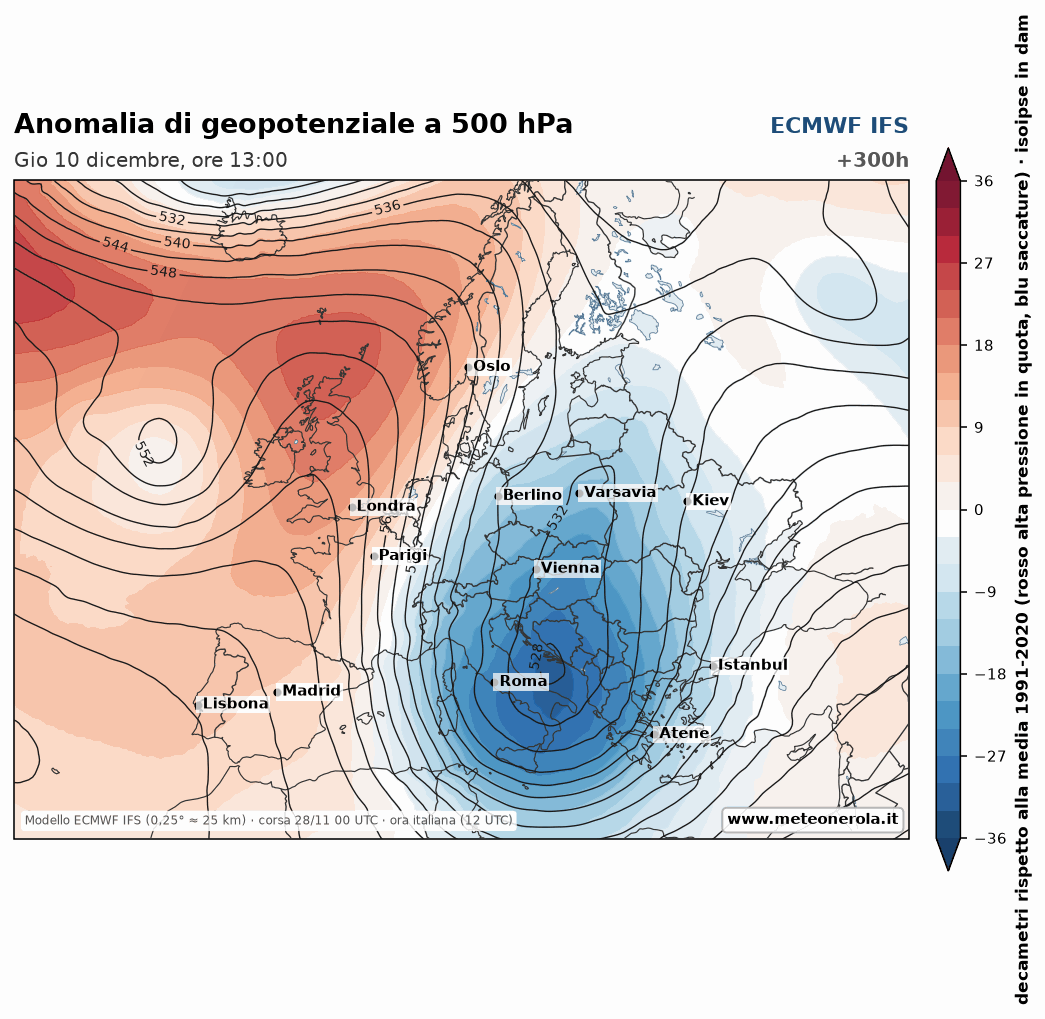 Anomalia di geopotenziale a 500 hPa
ECMWF IFS
Gio 10 dicembre, ore 13:00
+300h
532
536
544
540
548
552
Oslo
Berlino
Varsavia
Kiev
Londra
532
Parigi
Vienna
528
Roma
Istanbul
Madrid
Lisbona
Atene
Modello ECMWF IFS (0,25° ≈ 25 km) · corsa 28/11 00 UTC · ora italiana (12 UTC)
www.meteonerola.it
36
27
18
9
0
−9
−18
−27
−36
decametri rispetto alla media 1991-2020 (rosso alta pressione in quota, blu saccature) · isoipse in dam